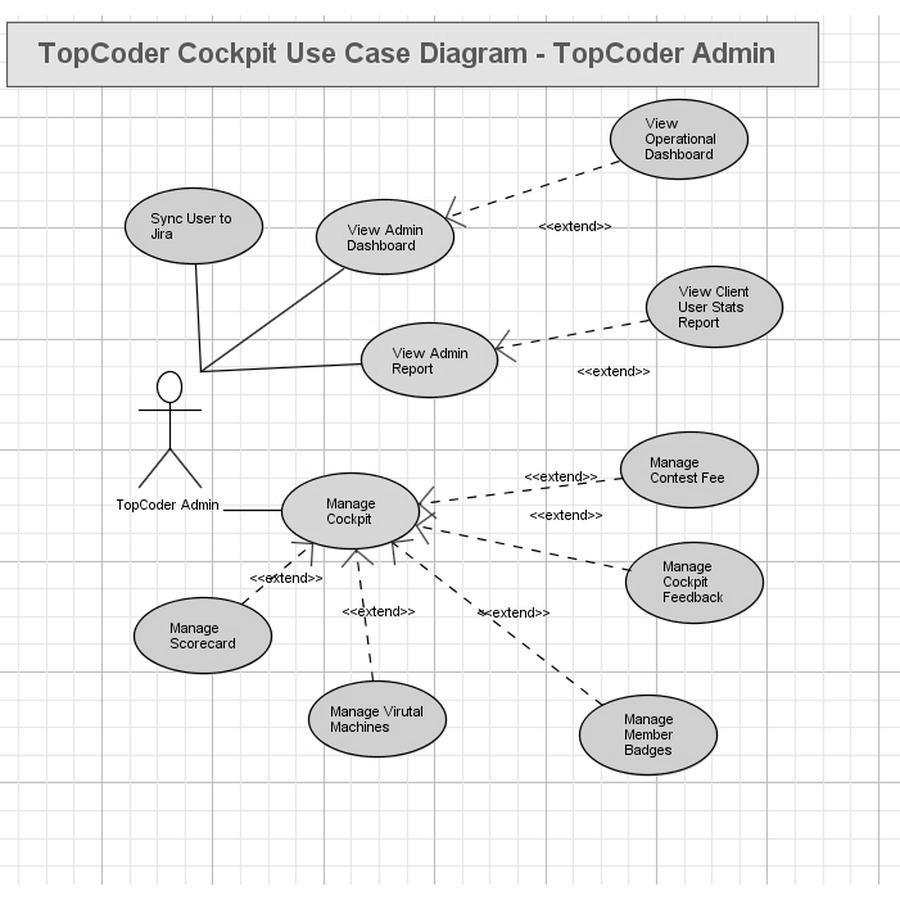 TopCoder Cockpit Use Case Diagram - TopCoder Admin
View
Operational
Dashboard
Sync User to
Jira
View Admin
Dashboard
<<extend>>
View Client
User Stats
Report
View Admin
Report
<<extend>>
Manage
Contest Fee
<<extend>>
TopCoder Admin
Manage
Cockpit
<<extend>>
Manage
Cockpit
Feedback
<<extend>>
<<extend>>
<<extend>>
Manage
Scorecard
Manage Virutal
Machines
Manage
Member
Badges